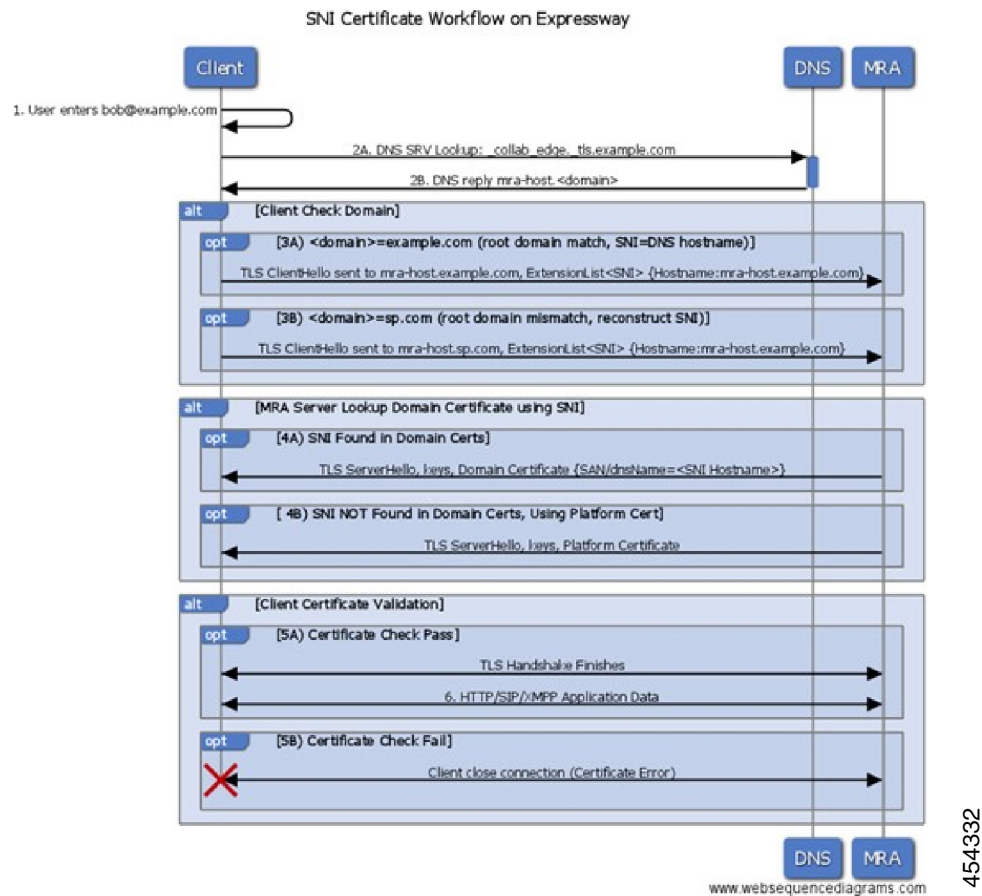 SNI Certificate Workflow on Expressway
Client
DNS
MRA
1. User enters bob@example.com
2A. DNS SRV Lookup: _collab_edge._tls.example.com
2B. DNS reply mra-host.<domain>
alt [Client Check Domain]
opt [3A) <domain>=example.com (root domain match, SNI=DNS hostname)]
TLS ClientHello sent to mra-host.example.com, ExtensionList<SNI> {Hostname:mra-host.example.com}
opt [3B) <domain>=sp.com (root domain mismatch, reconstruct SNI)]
TLS ClientHello sent to mra-host.sp.com, ExtensionList<SNI> {Hostname:mra-host.example.com}
alt [MRA Server Lookup Domain Certificate using SNI]
opt [4A) SNI Found in Domain Certs]
TLS ServerHello, keys, Domain Certificate {SAN/dnsName=<SNI Hostname>}
opt [ 4B) SNI NOT Found in Domain Certs, Using Platform Cert]
TLS ServerHello, keys, Platform Certificate
alt [Client Certificate Validation]
opt [5A) Certificate Check Pass]
TLS Handshake Finishes
6. HTTP/SIP/XMPP Application Data
opt [5B) Certificate Check Fail]
Client close connection (Certificate Error)
DNS
MRA
www.websequencediagrams.com
454332